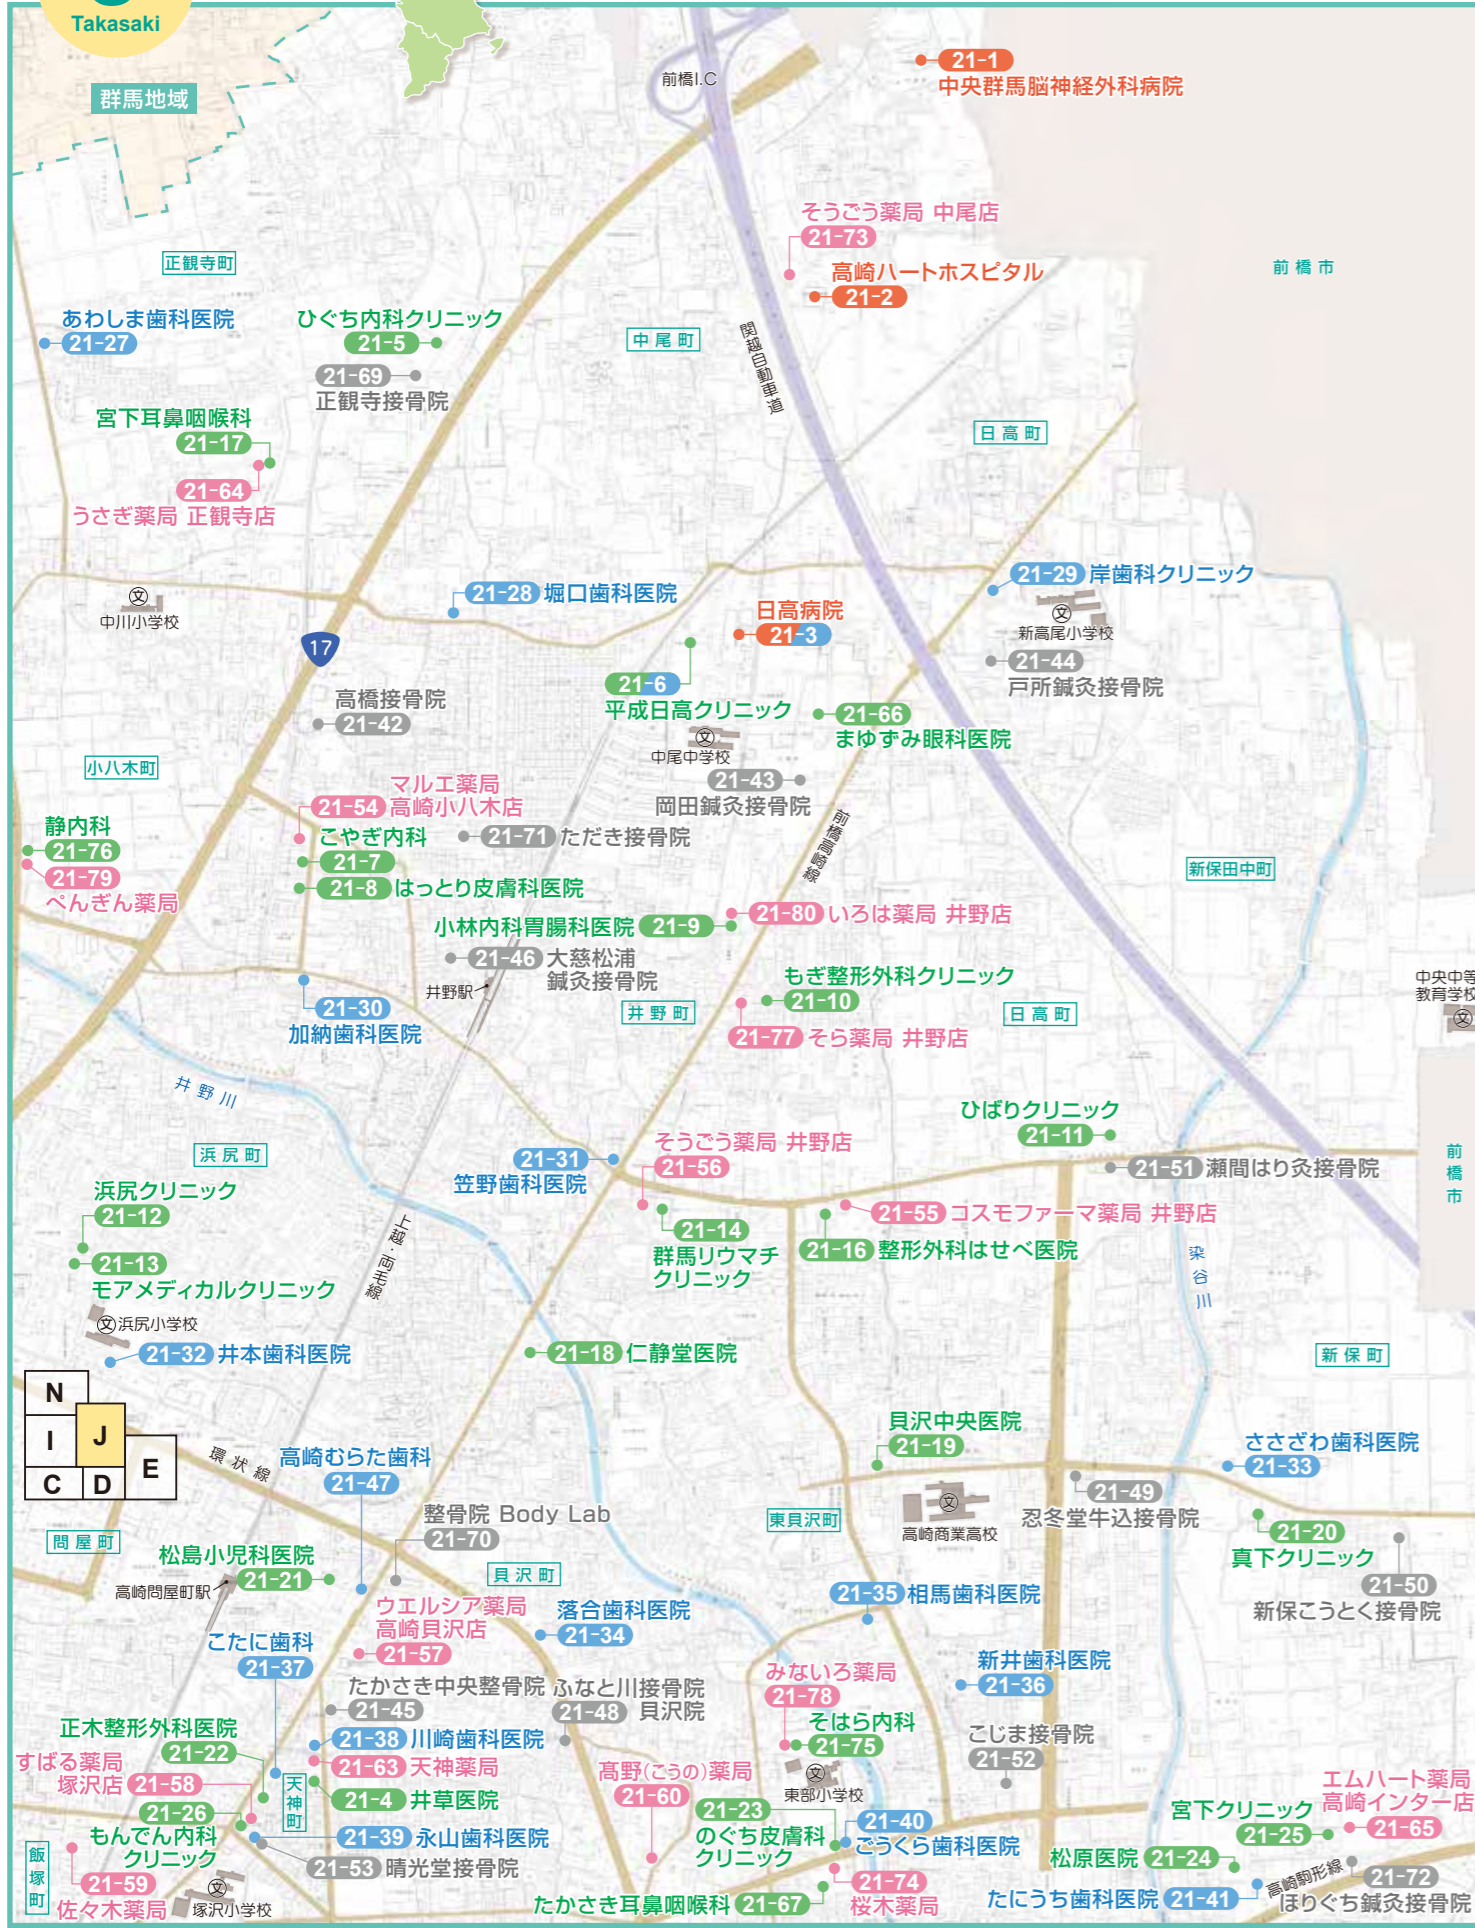 Takasaki
群馬地域
前橋I.C
21-1
中央群馬脳神経外科病院
そうごう薬局 中尾店
21-73
高崎ハートホスピタル
21-2
前橋市
正観寺町
あわしま歯科医院
21-27
ひぐち内科クリニック
21-5
21-69
正観寺接骨院
中尾町
関越自動車道
宮下耳鼻咽喉科
21-17
21-64
うさぎ薬局 正観寺店
日高町
中川小学校
文
17
21-28 堀口歯科医院
日高病院
21-3
21-29 岸歯科クリニック
文
新高尾小学校
21-44
戸所鍼灸接骨院
21-6
平成日高クリニック
高橋接骨院
21-42
21-66
まゆずみ眼科医院
文
中尾中学校
21-43
岡田鍼灸接骨院
小八木町
マルエ薬局
21-54 高崎小八木店
静内科
21-76
21-79
ぺんぎん薬局
こやぎ内科
21-7
21-8 はっとり皮膚科医院
21-71 ただき接骨院
前橋高崎線
新保田中町
小林内科胃腸科医院 21-9
21-80 いろは薬局 井野店
21-46 大慈松浦
鍼灸接骨院
井野駅
もぎ整形外科クリニック
21-10
21-77 そら薬局 井野店
井野町
日高町
中央中等
教育学校
文
21-30
加納歯科医院
井野川
浜尻町
ひばりクリニック
21-11
21-51 瀬間はり灸接骨院
前橋市
21-31
笠野歯科医院
そうごう薬局 井野店
21-56
浜尻クリニック
21-12
21-13
モアメディカルクリニック
上越・両毛線
21-14
群馬リウマチ
クリニック
21-55 コスモファーマ薬局 井野店
21-16 整形外科はせべ医院
染谷川
文 浜尻小学校
21-32 井本歯科医院
21-18 仁静堂医院
新保町
N
I
J
E
C
D
環状線
高崎むらた歯科
21-47
貝沢中央医院
21-19
ささざわ歯科医院
21-33
整骨院 Body Lab
21-70
東貝沢町
文
高崎商業高校
21-49
忍冬堂牛込接骨院
21-20
真下クリニック
21-50
新保こうとく接骨院
問屋町
松島小児科医院
21-21
高崎問屋町駅
貝沢町
ウエルシア薬局
高崎貝沢店
21-57
落合歯科医院
21-34
21-35 相馬歯科医院
こたに歯科
21-37
たかさき中央整骨院
21-45
ふなと川接骨院
21-48 貝沢院
みないろ薬局
21-78
新井歯科医院
21-36
正木整形外科医院
21-22
21-38 川崎歯科医院
21-63 天神薬局
21-4 井草医院
そはら内科
21-75
文
東部小学校
こじま接骨院
21-52
すばる薬局
塚沢店 21-58
天神町
21-26
もんでん内科
クリニック
21-39 永山歯科医院
21-53 晴光堂接骨院
髙野(こうの)薬局
21-60
21-23
のぐち皮膚科
クリニック
21-40
ごうくら歯科医院
エムハート薬局
高崎インター店
21-65
宮下クリニック
21-25
飯塚町
21-59
佐々木薬局
文
塚沢小学校
たかさき耳鼻咽喉科 21-67
21-74
桜木薬局
松原医院 21-24
たにうち歯科医院 21-41
高崎駒形線
21-72
ほりぐち鍼灸接骨院